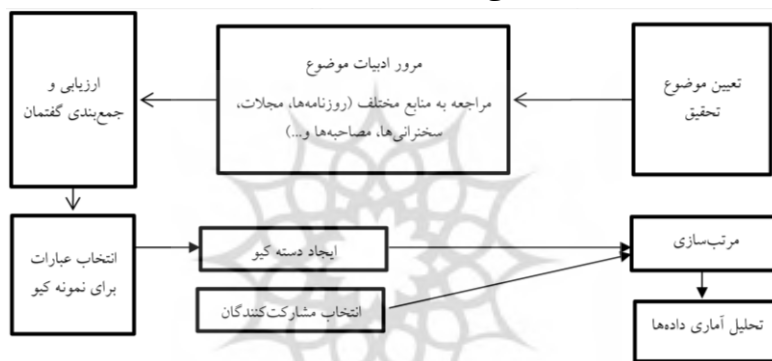 تعیین موضوع
تحقیق
مرور ادبیات موضوع
مراجعه به منابع مختلف (روزنامه‌ها، مجلات،
سخنرانی‌ها، مصاحبه‌ها و...)
ارزیابی و
جمع‌بندی گفتمان
انتخاب عبارات
برای نمونه کیو
ایجاد دسته کیو
انتخاب مشارکت‌کنندگان
مرتب‌سازی
تحلیل آماری داده‌ها